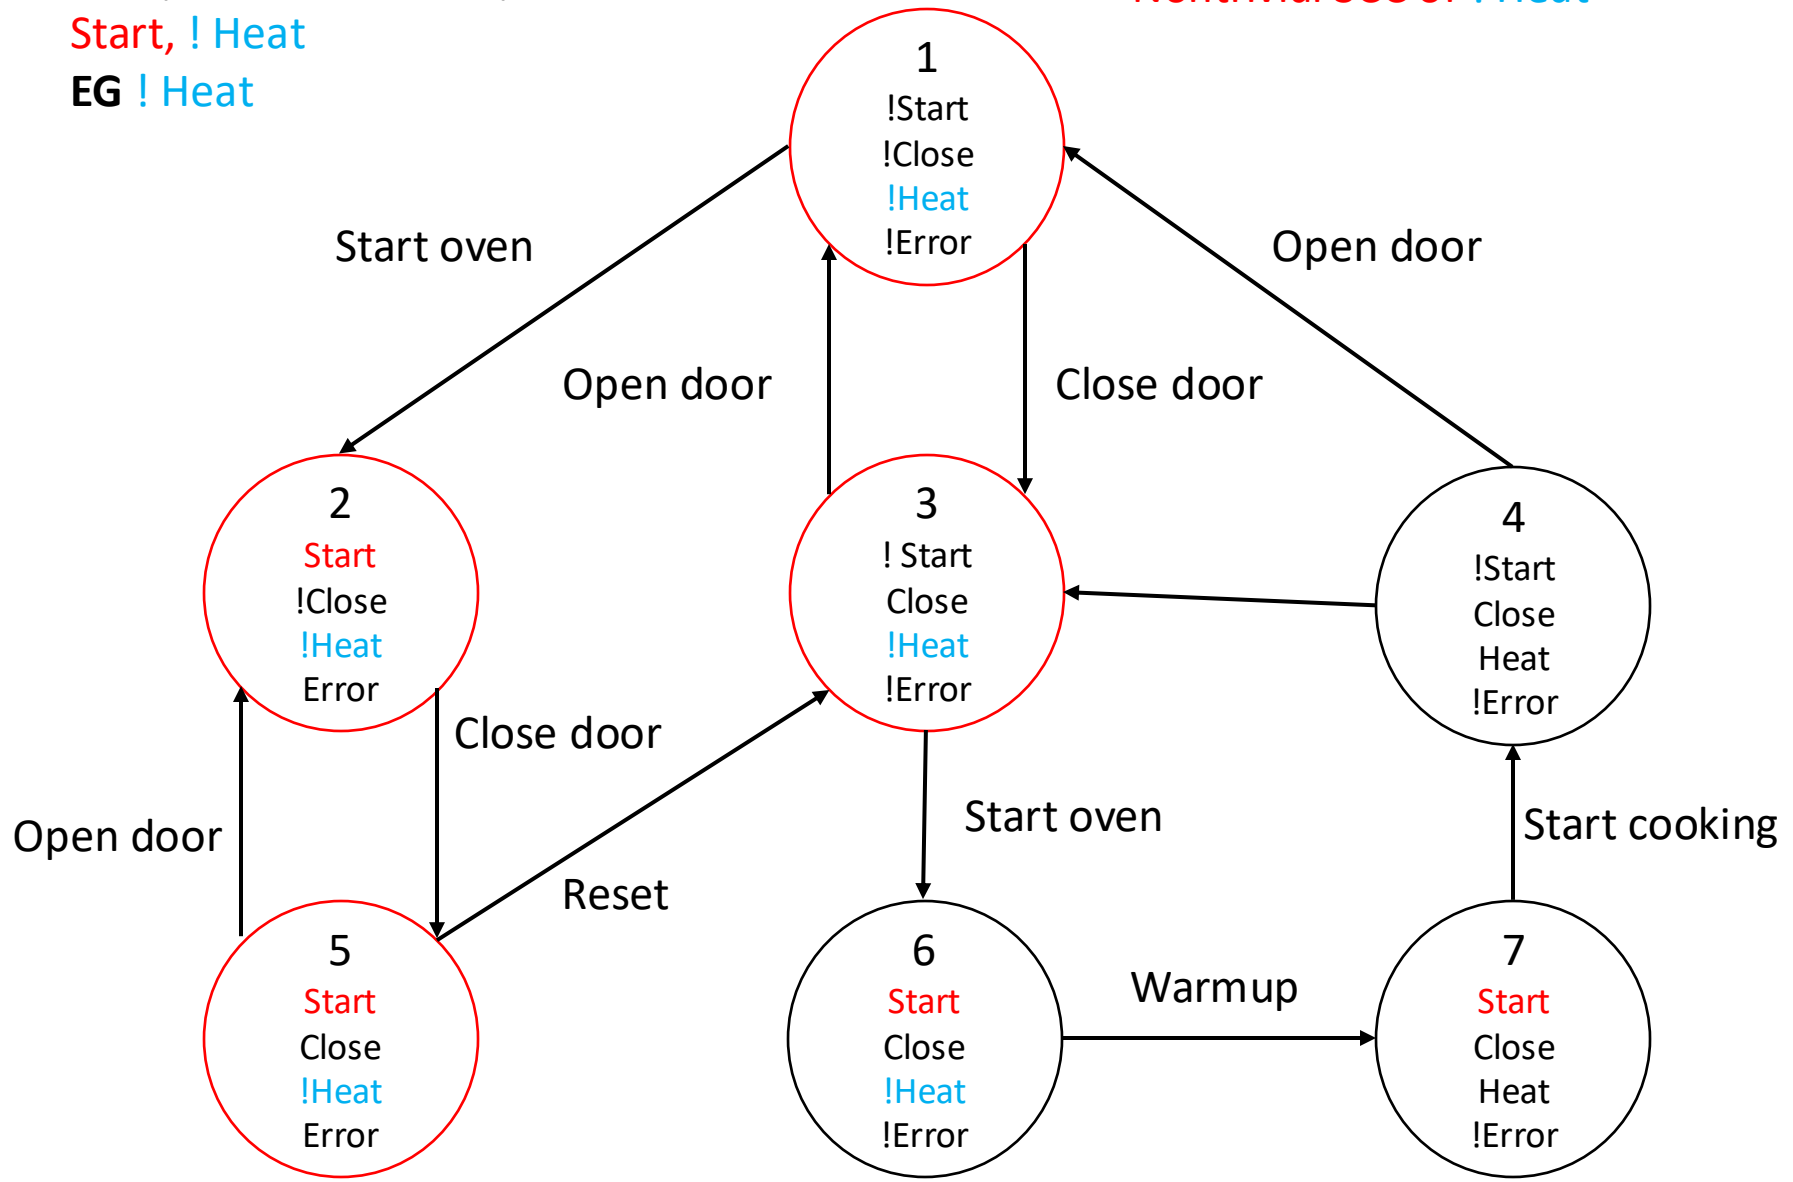 Start, ! Heat
EG ! Heat
1
!Start
!Close
!Heat
!Error
Start oven
Open door
Open door
Close door
2
Start
!Close
!Heat
Error
3
! Start
Close
!Heat
!Error
4
!Start
Close
Heat
!Error
Close door
Open door
Start oven
Start cooking
Reset
5
Start
Close
!Heat
Error
6
Start
Close
!Heat
!Error
Warmup
7
Start
Close
Heat
!Error